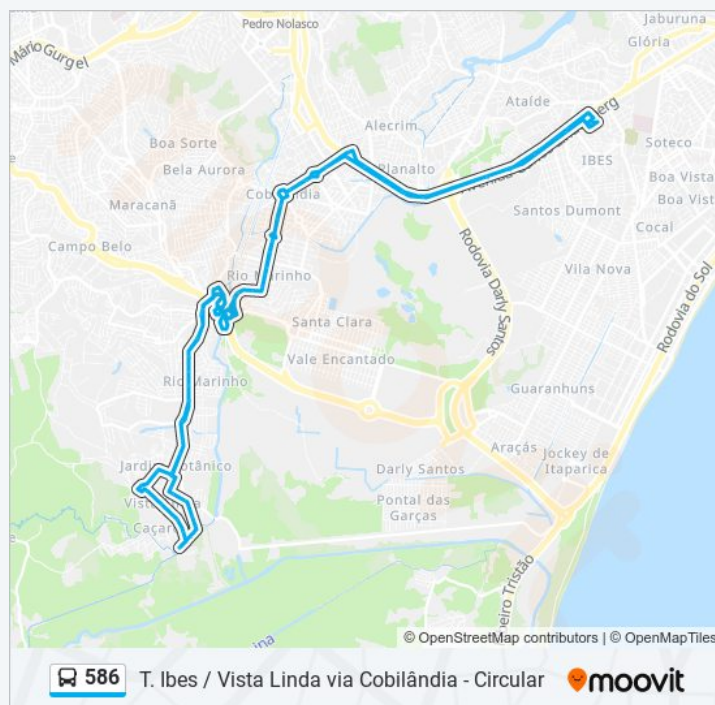 Mário Gurgel
Pedro Nolasco
Jaburuna
Glória
Ataíde
Alecrim
Boa Sorte
Bela Aurora
Planalto
IBES
Soteco
Boa Vista
Boa Vista
Maracanã
Santos Dumont
Cocal
Campo Belo
Rodovia Darly Santos
Vila Nova
Rio Marinho
Rodovia do Sol
Santa Clara
Vale Encantado
Rio Marinho
Guaranhuns
Araçás
Jockey de
Itaparica
Darly Santos
Pontal das
Garças
© OpenStreetMap contributors | © OpenMapTiles
586 T. Ibes / Vista Linda via Cobilândia - Circular moovit